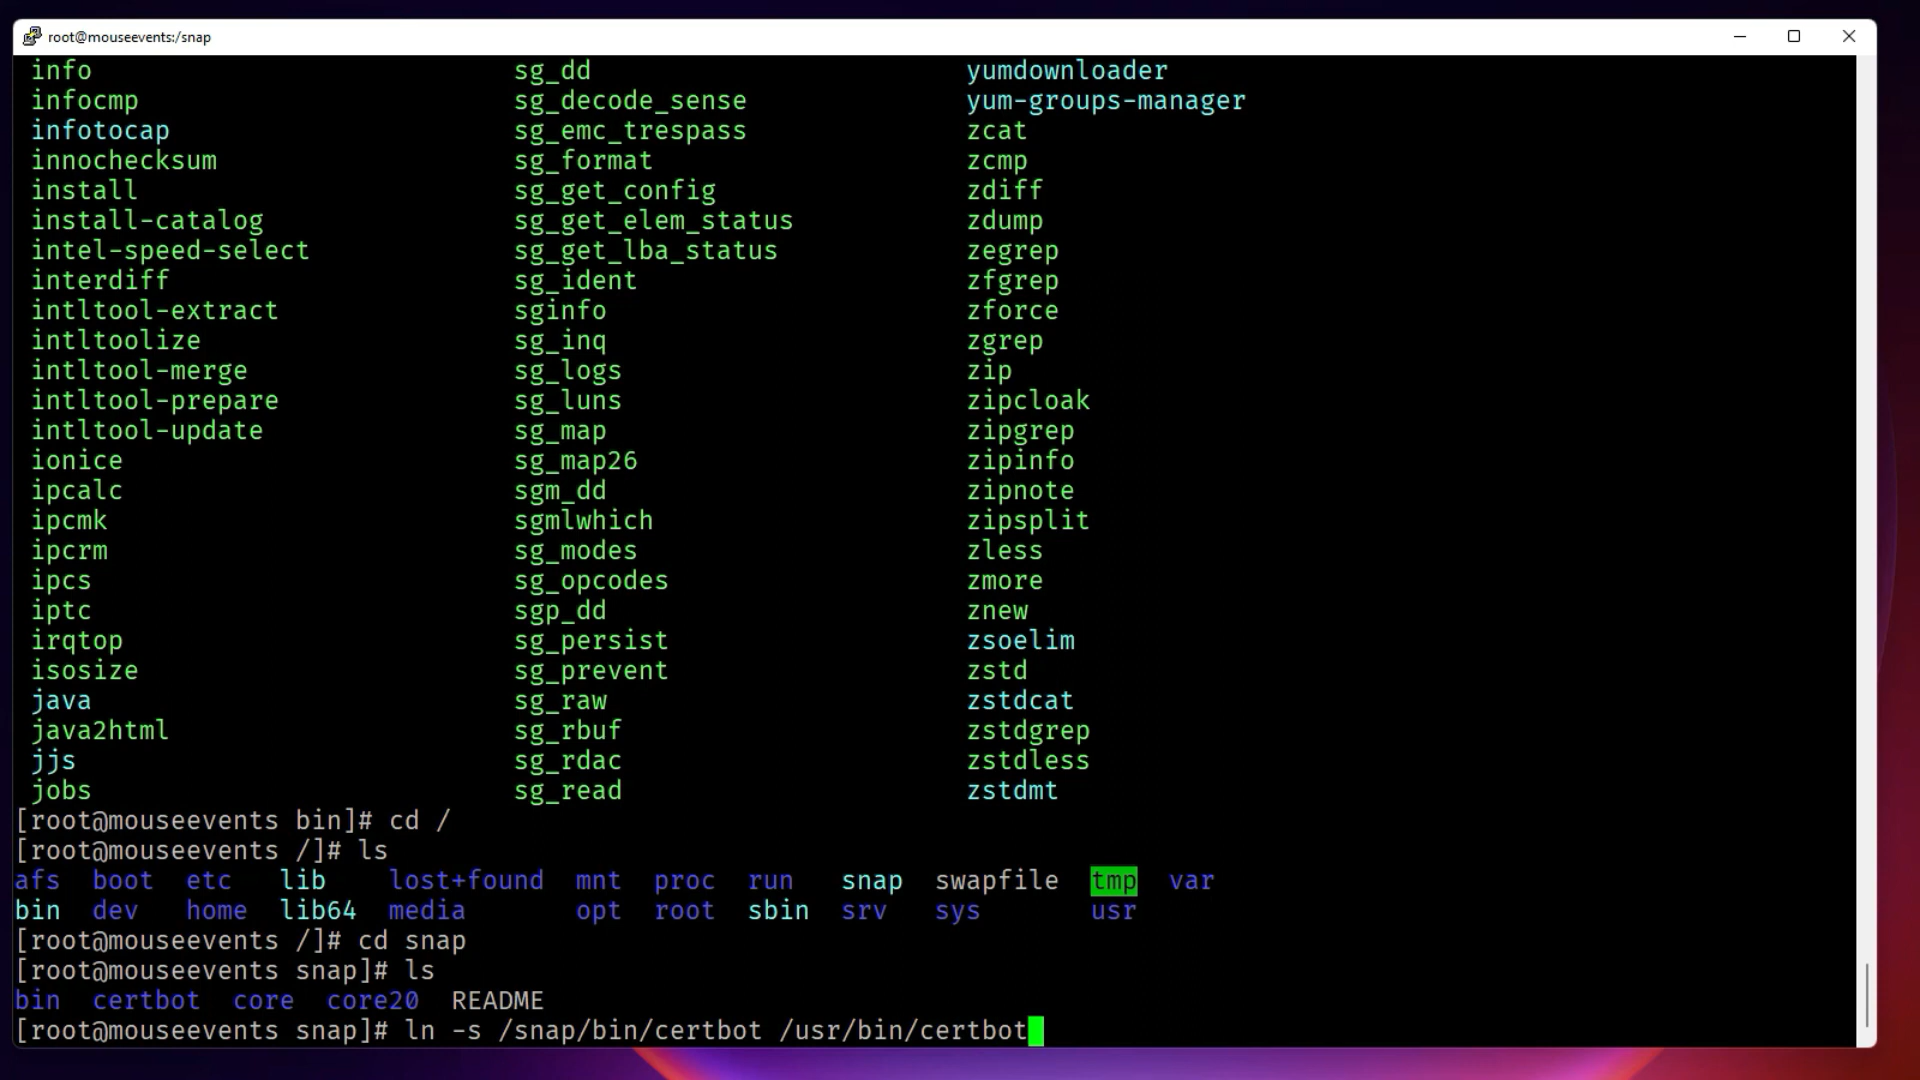 root@mouseevents:/snap
info sg_dd yumdownloader
infocmp sg_decode_sense yum-groups-manager
infotocap sg_emc_trespass zcat
innochecksum sg_format zcmp
install sg_get_config zdiff
install-catalog sg_get_elem_status zdump
intel-speed-select sg_get_lba_status zegrep
interdiff sg_ident zfgrep
intltool-extract sginfo zforce
intltoolize sg_inq zgrep
intltool-merge sg_logs zip
intltool-prepare sg_luns zipcloak
intltool-update sg_map zipgrep
ionice sg_map26 zipinfo
ipcalc sgm_dd zipnote
ipcmk sgmlwhich zipsplit
ipcrm sg_modes zless
ipcs sg_opcodes zmore
iptc sgp_dd znew
irqtop sg_persist zsoelim
isosize sg_prevent zstd
java sg_raw zstdcat
java2html sg_rbuf zstdgrep
jjs sg_rdac zstdless
jobs sg_read zstdmt
[root@mouseevents bin]# cd /
[root@mouseevents /]# ls
afs boot etc lib lost+found mnt proc run snap swapfile tmp var
bin dev home lib64 media opt root sbin srv sys usr
[root@mouseevents /]# cd snap
[root@mouseevents snap]# ls
bin certbot core core20 README
[root@mouseevents snap]# ln -s /snap/bin/certbot /usr/bin/certbot